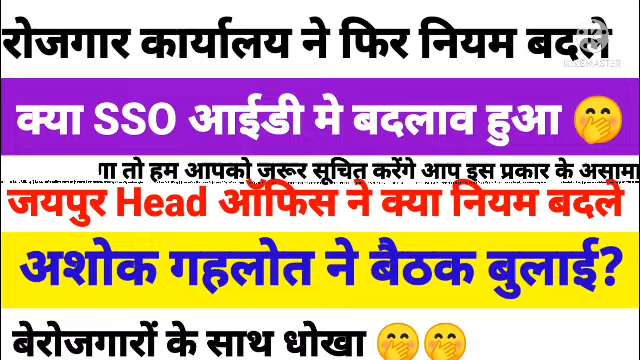 रोजगार कार्यालय ने फिर नियम बदले
KINEMASTER
क्या SSO आईडी मे बदलाव हुआ 🤭
तो हम आपको जरूर सूचित करेंगे आप इस प्रकार के
जयपुर Head ऑफिस ने क्या नियम बदले
अशोक गहलोत ने बैठक बुलाई?
बेरोजगारों के साथ धोखा 🤭🤭